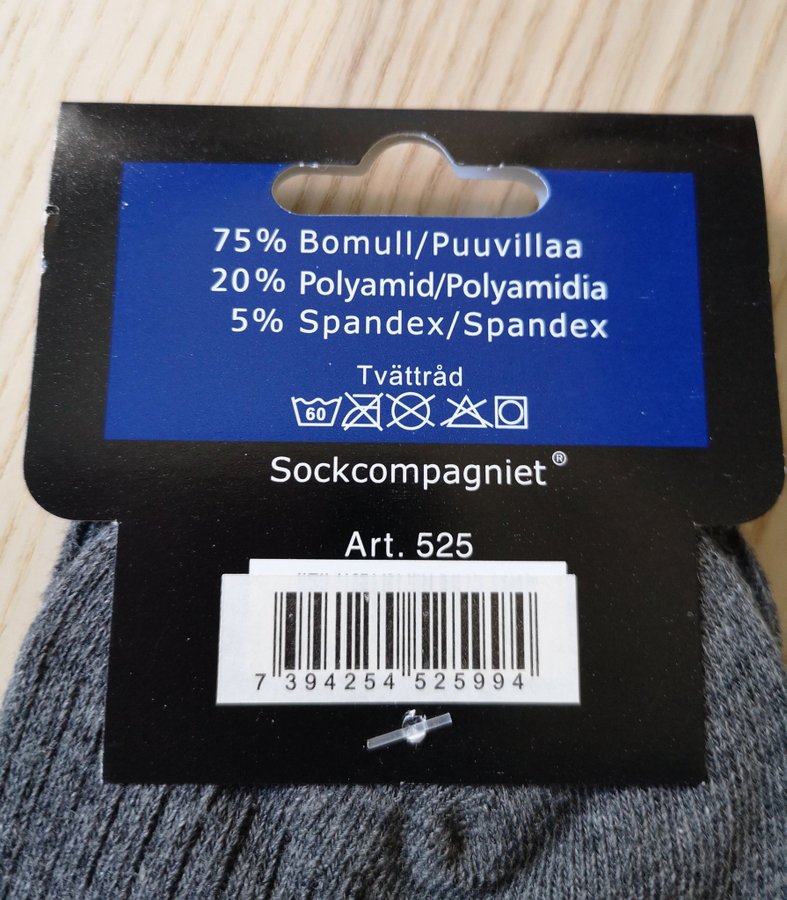 75% Bomull/Puuvillaa
20% Polyamid/Polyamidia
5% Spandex/Spandex
Tvättråd
60
Sockcompagniet®
Art. 525
7 394254 525994